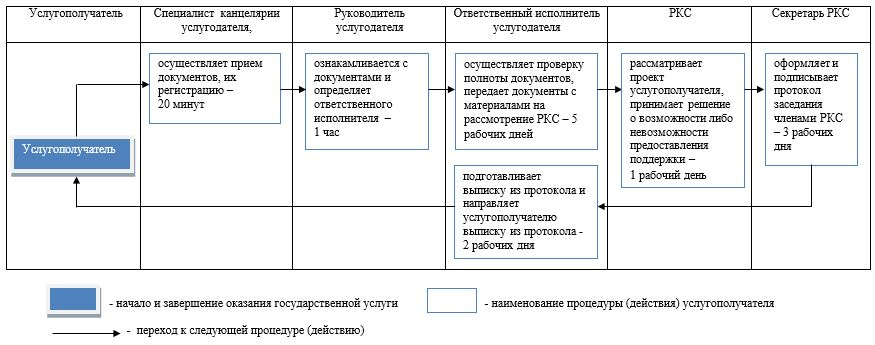 Услугополучатель
Специалист канцелярии
услугодателя,
Руководитель
услугодателя
Ответственный исполнитель
услугодателя
РКС
Секретарь РКС
осуществляет прием
документов, их
регистрацию –
20 минут
ознакамливается с
документами и
определяет
ответственного
исполнителя –
1 час
осуществляет проверку
полноты документов,
передает документы с
материалами на
рассмотрение РКС – 5
рабочих дней
рассматривает
проект
услугополучателя,
принимает решение
о возможности либо
невозможности
предоставления
поддержки –
1 рабочий день
оформляет и
подписывает
протокол
заседания
членами РКС
– 3 рабочих
дня
Услугополучатель
подготавливает
выписку из протокола и
направляет
услугополучателю
выписку из протокола -
2 рабочих дня
- начало и завершение оказания государственной услуги
- наименование процедуры (действия) услугополучателя
- переход к следующей процедуре (действию)